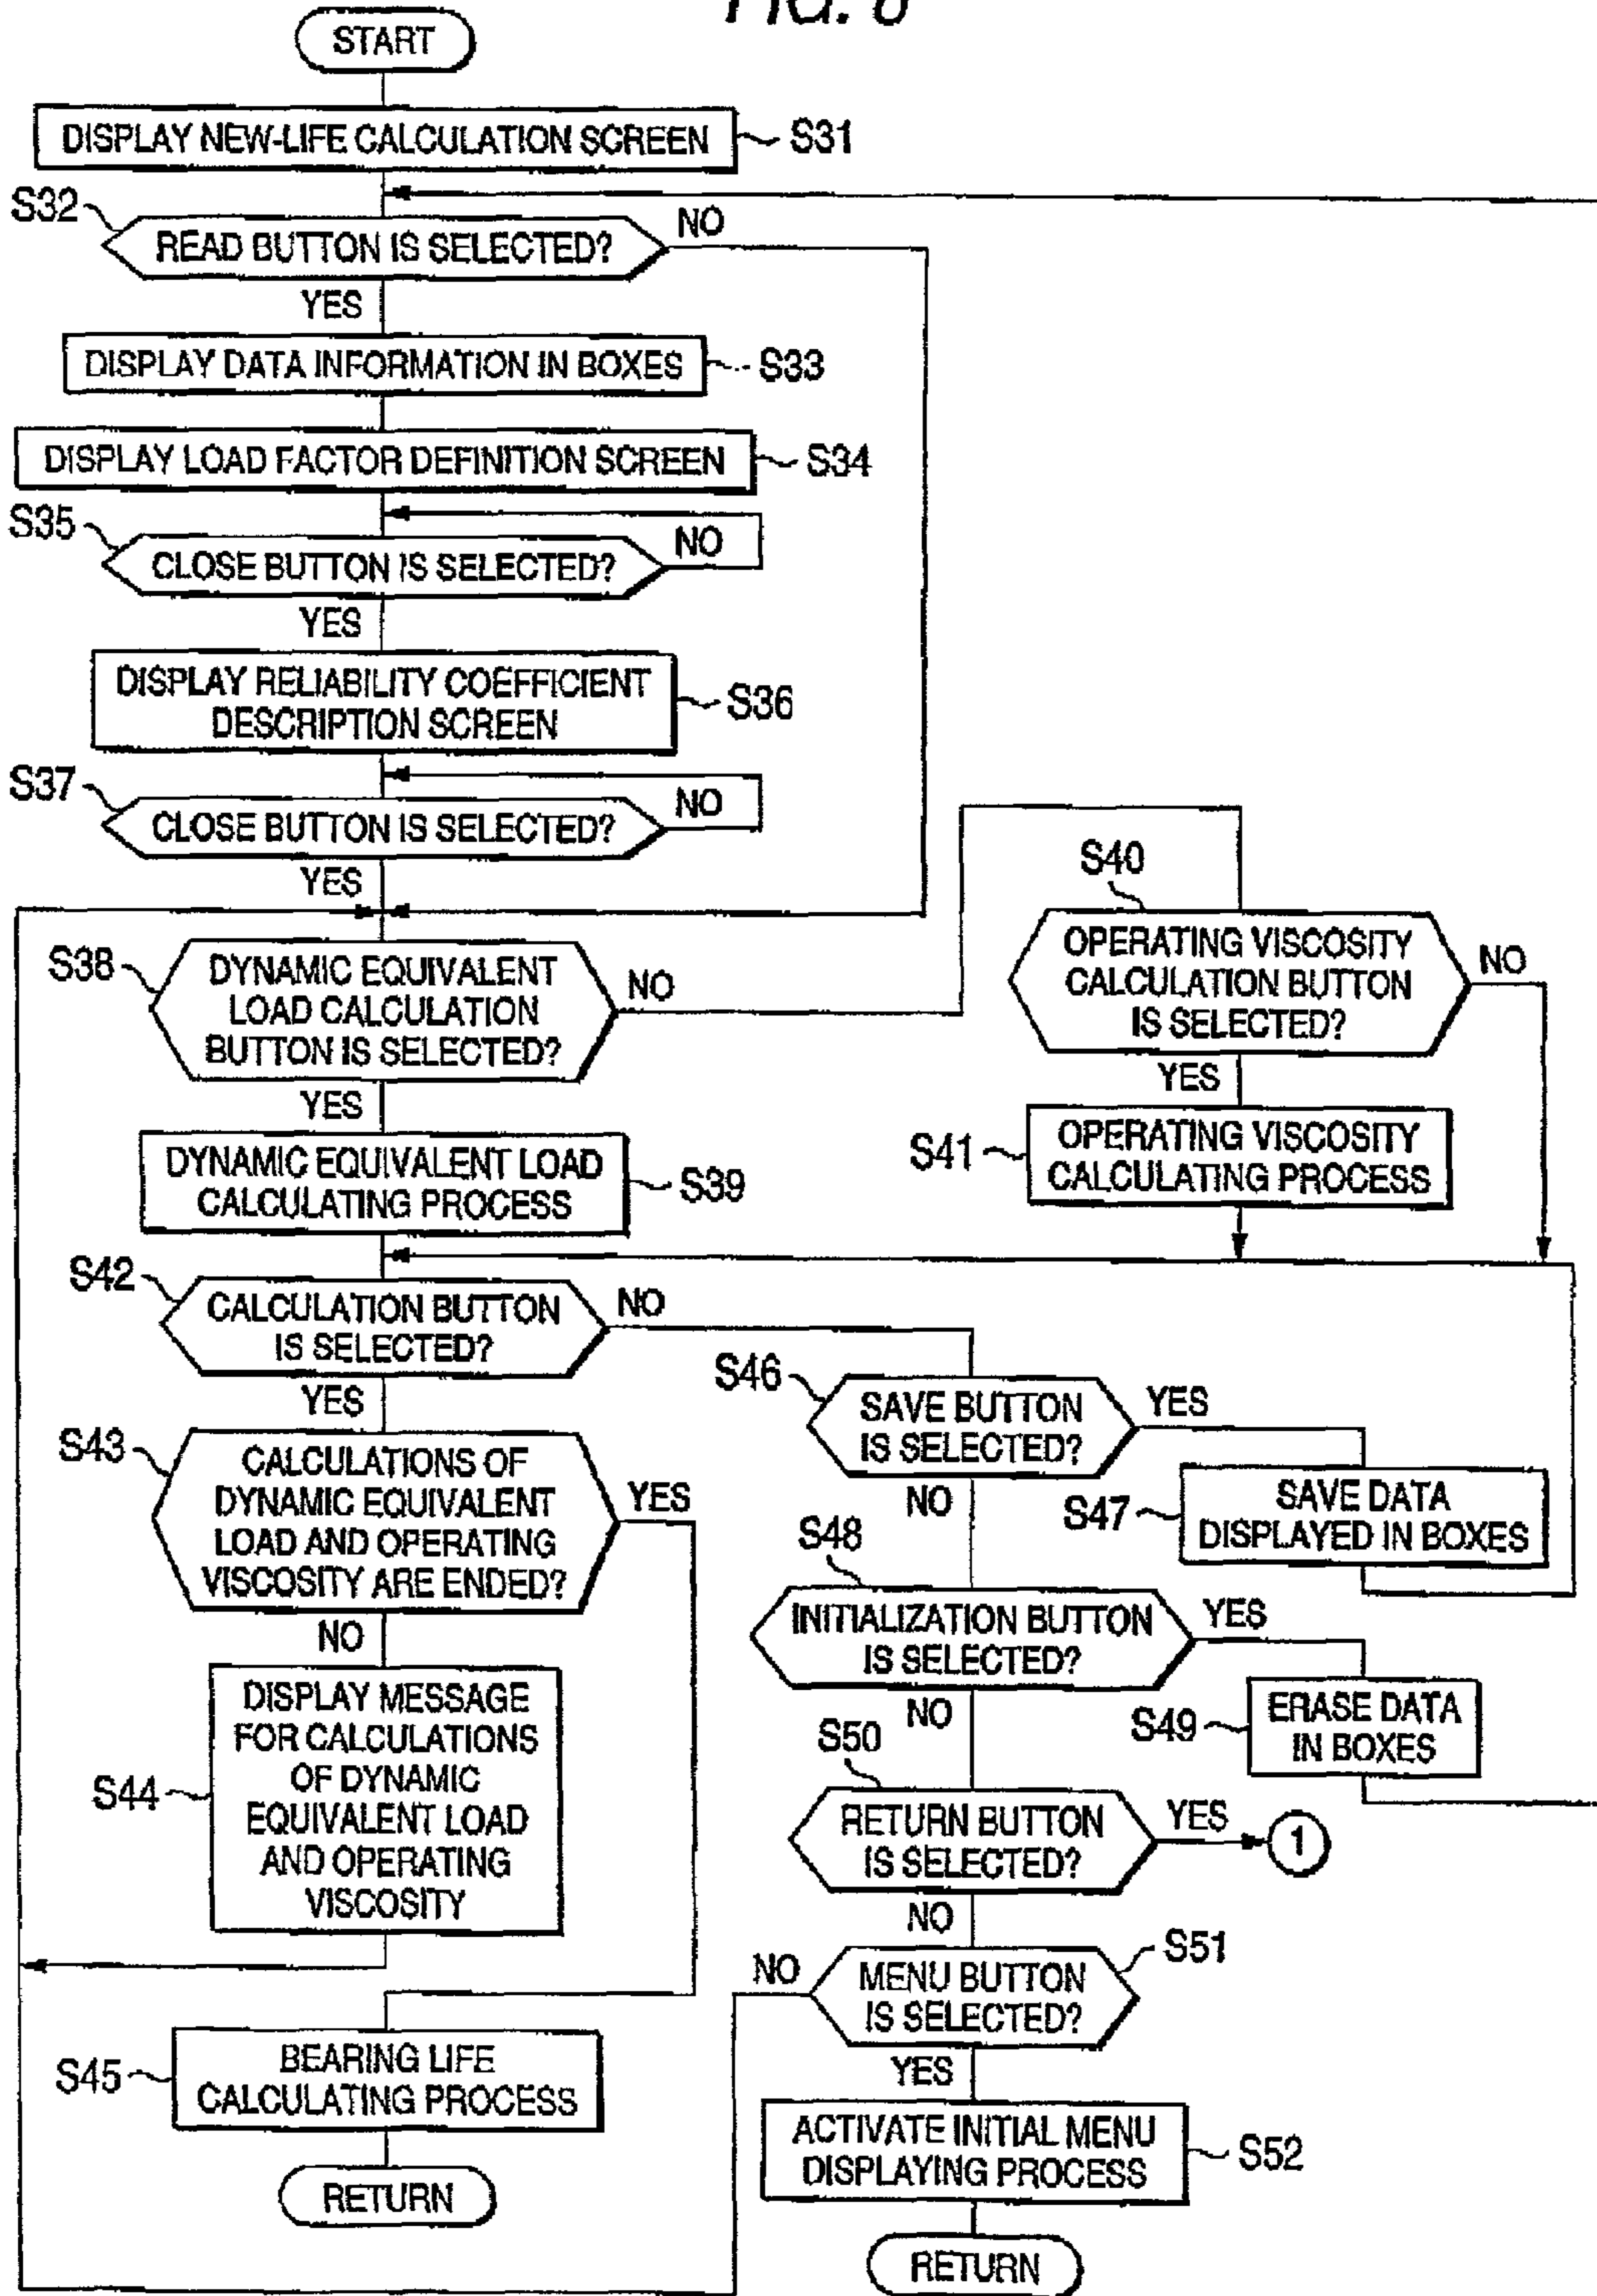 START
DISPLAY NEW-LIFE CALCULATION SCREEN
S31
S32
READ BUTTON IS SELECTED?
NO
YES
DISPLAY DATA INFORMATION IN BOXES
S33
DISPLAY LOAD FACTOR DEFINITION SCREEN
S34
S35
CLOSE BUTTON IS SELECTED?
NO
YES
DISPLAY RELIABILITY COEFFICIENT
DESCRIPTION SCREEN
S36
S37
CLOSE BUTTON IS SELECTED?
NO
YES
S38
DYNAMIC EQUIVALENT
LOAD CALCULATION
BUTTON IS SELECTED?
NO
YES
S40
OPERATING VISCOSITY
CALCULATION BUTTON
IS SELECTED?
NO
YES
S41
OPERATING VISCOSITY
CALCULATING PROCESS
DYNAMIC EQUIVALENT LOAD
CALCULATING PROCESS
S39
S42
CALCULATION BUTTON
IS SELECTED?
NO
YES
S43
CALCULATIONS OF
DYNAMIC EQUIVALENT
LOAD AND OPERATING
VISCOSITY ARE ENDED?
YES
NO
S44
DISPLAY MESSAGE
FOR CALCULATIONS
OF DYNAMIC
EQUIVALENT LOAD
AND OPERATING
VISCOSITY
S45
BEARING LIFE
CALCULATING PROCESS
RETURN
S46
SAVE BUTTON
IS SELECTED?
YES
NO
S47
SAVE DATA
DISPLAYED IN BOXES
S48
INITIALIZATION BUTTON
IS SELECTED?
YES
NO
S49
ERASE DATA
IN BOXES
S50
RETURN BUTTON
IS SELECTED?
YES
1
NO
S51
MENU BUTTON
IS SELECTED?
NO
YES
ACTIVATE INITIAL MENU
DISPLAYING PROCESS
S52
RETURN